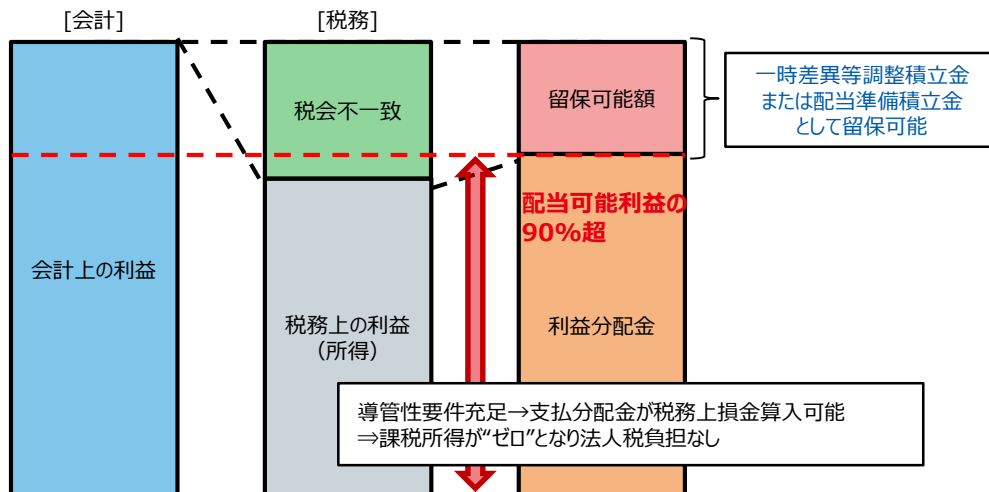 [会計]
[税務]
税会不一致
留保可能額
一時差異等調整積立金
または配当準備積立金
として留保可能
配当可能利益の
90%超
会計上の利益
税務上の利益
（所得）
利益分配金
導管性要件充足→支払分配金が税務上損金算入可能
⇒課税所得が“ゼロ”となり法人税負担なし